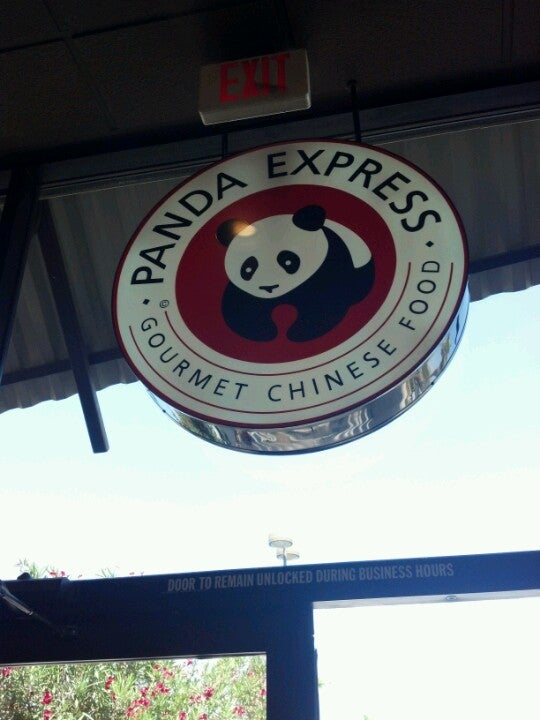 EXIT
PANDA EXPRESS
©
GOURMET CHINESE FOOD
DOOR TO REMAIN UNLOCKED DURING BUSINESS HOURS